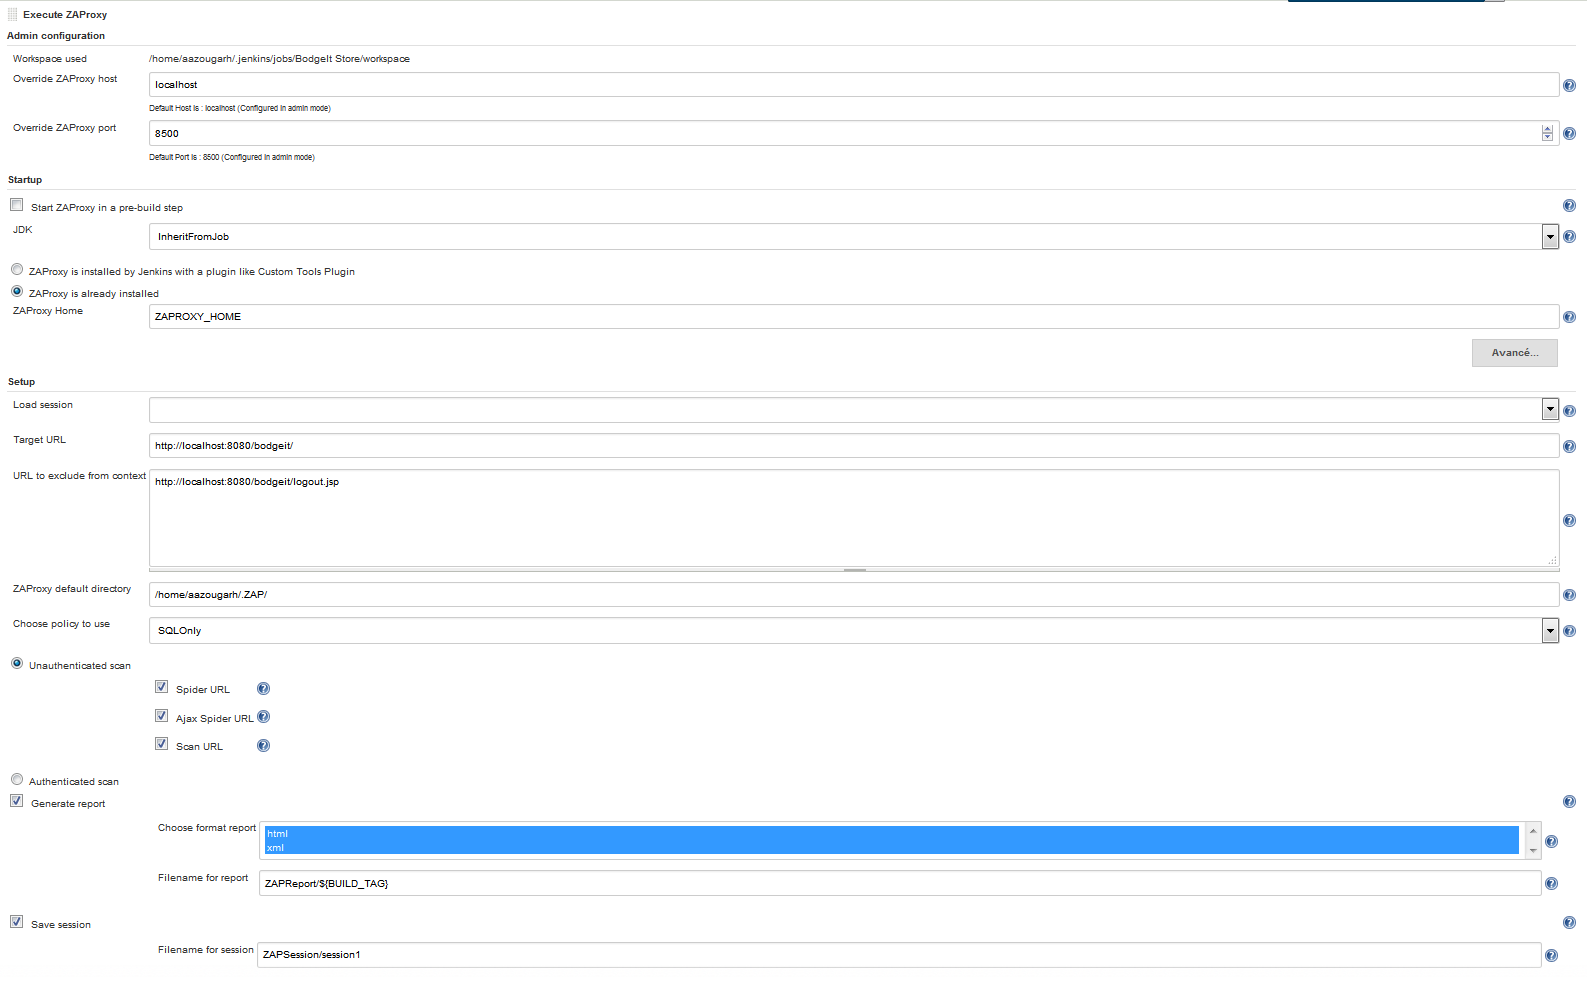 Execute ZAProxy
Admin configuration
Workspace used /home/aazougarh/.jenkins/jobs/BodgeIt Store/workspace
Override ZAProxy host localhost
Default Host is : localhost (Configured in admin mode)
Override ZAProxy port 8500
Default Port is : 8500 (Configured in admin mode)
Startup
Start ZAProxy in a pre-build step
JDK InheritFromJob
ZAProxy is installed by Jenkins with a plugin like Custom Tools Plugin
ZAProxy is already installed
ZAProxy Home ZAPROXY_HOME
Avancé...
Setup
Load session
Target URL http://localhost:8080/bodgeit/
URL to exclude from context http://localhost:8080/bodgeit/logout.jsp
ZAProxy default directory /home/aazougarh/.ZAP/
Choose policy to use SQLOnly
Unauthenticated scan
Spider URL
Ajax Spider URL
Scan URL
Authenticated scan
Generate report
Choose format report html
xml
Filename for report ZAPReport/${BUILD_TAG}
Save session
Filename for session ZAPSession/session1